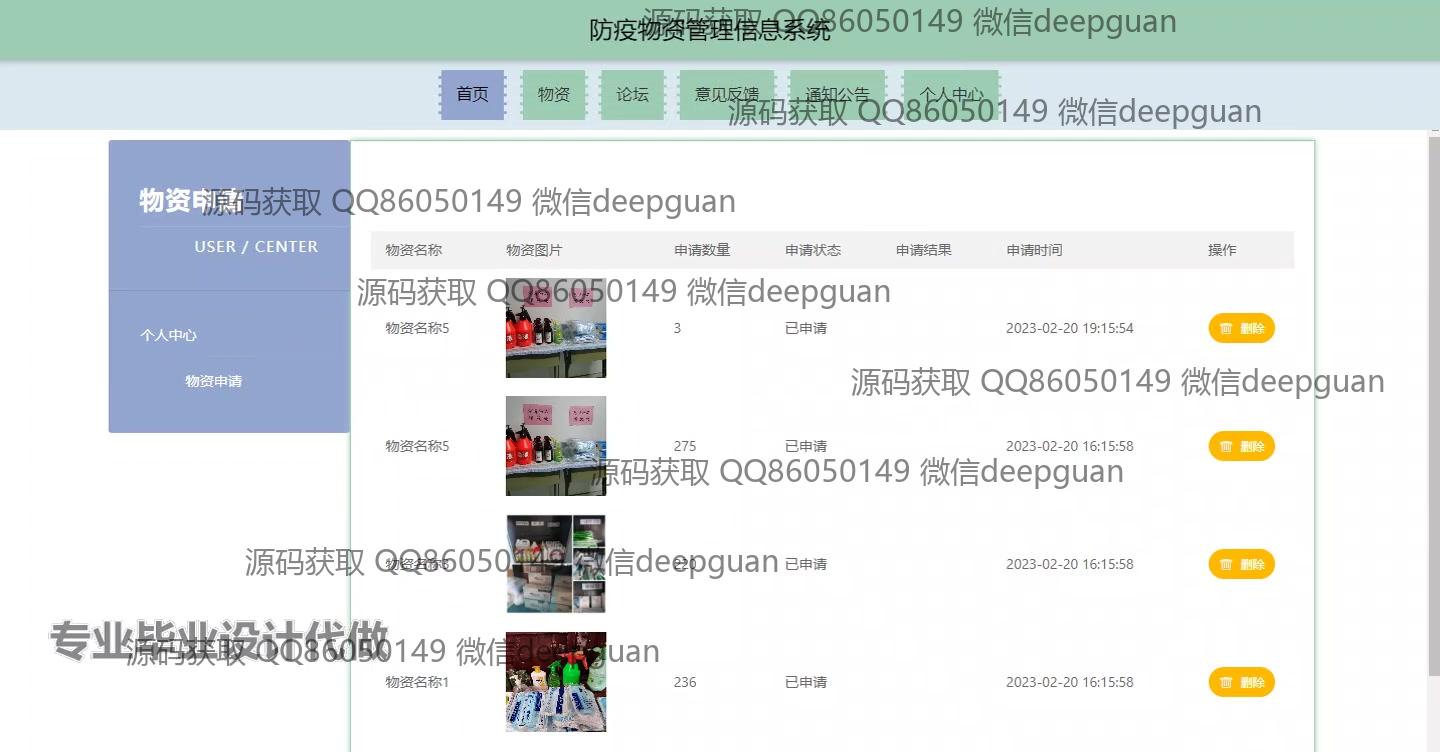 源码获取 QQ86050149 微信deepguan
防疫物资管理信息系统
首页 物资 论坛 意见反馈 通知公告 个人中心
源码获取 QQ86050149 微信deepguan
物资申请
源码获取 QQ86050149 微信deepguan
USER / CENTER
个人中心
物资申请
物资名称 物资图片 申请数量 申请状态 申请结果 申请时间 操作
源码获取 QQ86050149 微信deepguan
物资名称5 3 已申请 2023-02-20 19:15:54 删除
源码获取 QQ86050149 微信deepguan
物资名称5 275 已申请 2023-02-20 16:15:58 删除
源码获取 QQ86050149 微信deepguan
源码获取 QQ86050149 微信deepguan
物资名称3 220 已申请 2023-02-20 16:15:58 删除
专业毕业设计代做
源码获取 QQ86050149 微信deepguan
物资名称1 236 已申请 2023-02-20 16:15:58 删除